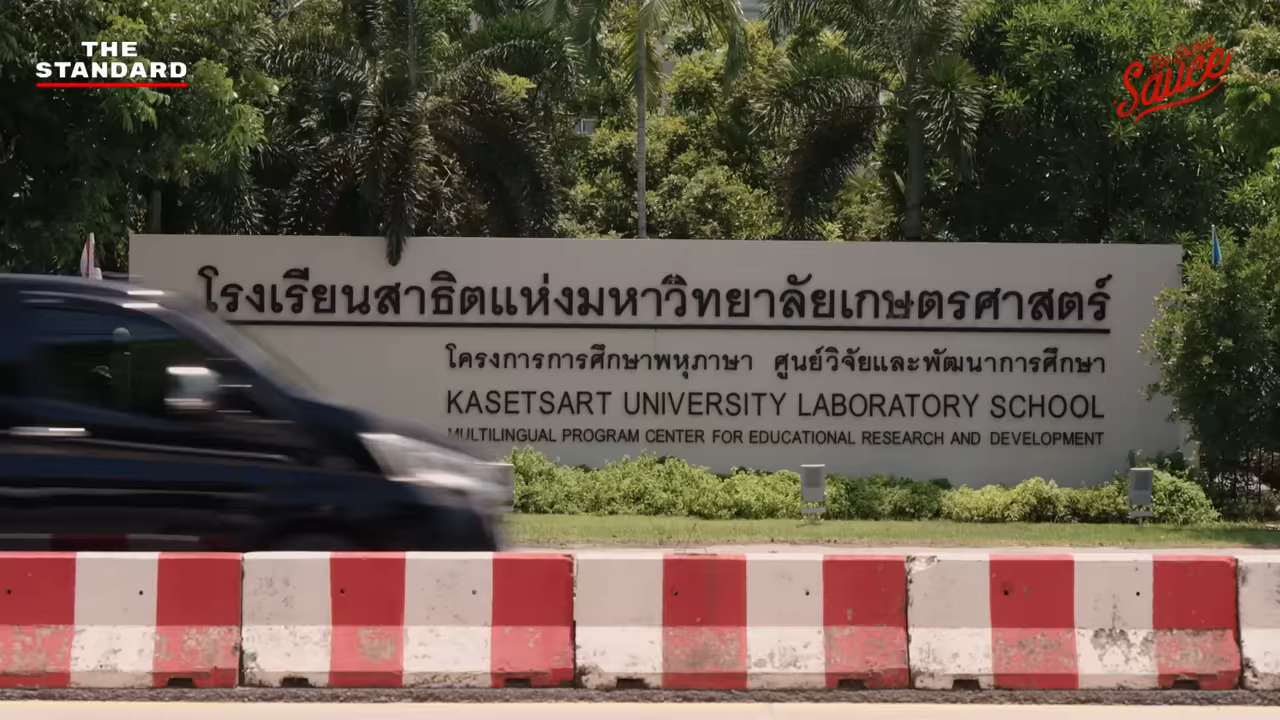 THE
STANDARD
The Secret
Sauce
โรงเรียนสาธิตแห่งมหาวิทยาลัยเกษตรศาสตร์
โครงการการศึกษาพหุภาษา ศูนย์วิจัยและพัฒนาการศึกษา
KASETSART UNIVERSITY LABORATORY SCHOOL
MULTILINGUAL PROGRAM CENTER FOR EDUCATIONAL RESEARCH AND DEVELOPMENT